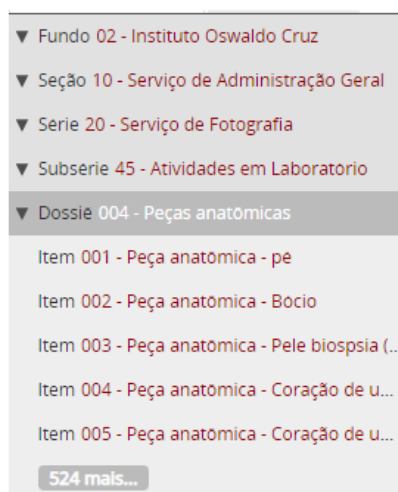 ▼ Fundo 02 - Instituto Oswaldo Cruz
▼ Seção 10 - Serviço de Administração Geral
▼ Série 20 - Serviço de Fotografia
▼ Subsérie 45 - Atividades em Laboratório
▼ Dossiê 004 - Peças anatômicas
Item 001 - Peça anatômica - pé
Item 002 - Peça anatômica - Bócio
Item 003 - Peça anatômica - Pele biospsia (...
Item 004 - Peça anatômica - Coração de u...
Item 005 - Peça anatômica - Coração de u...
524 mais...